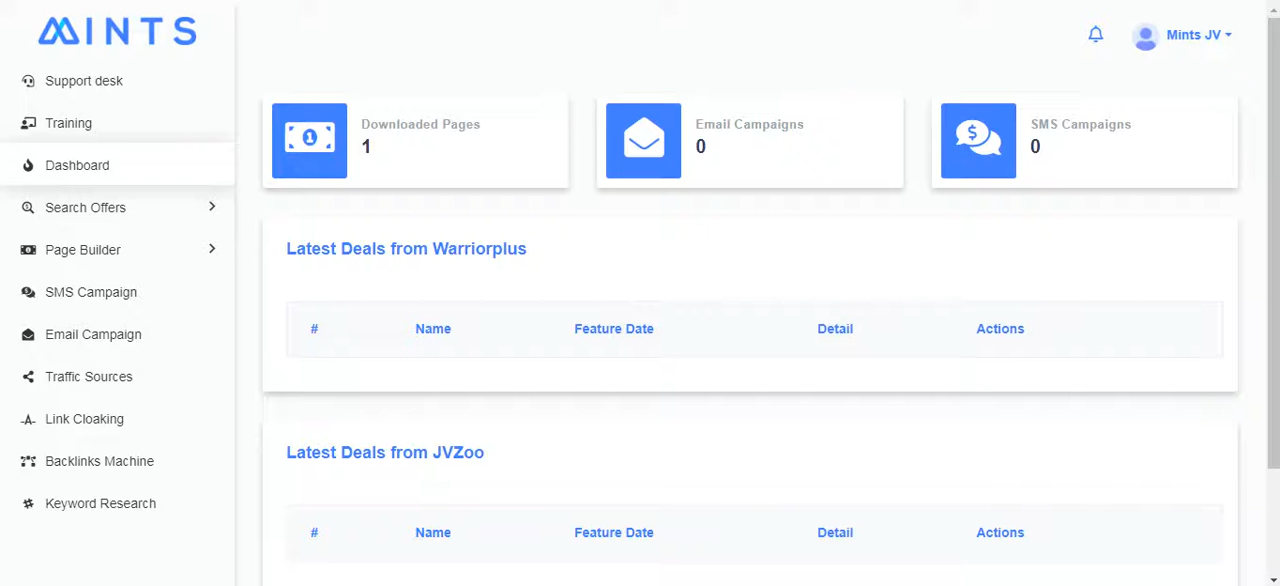 MINTS
Mints JV
Support desk
Training
Dashboard
Search Offers
Page Builder
SMS Campaign
Email Campaign
Traffic Sources
Link Cloaking
Backlinks Machine
Keyword Research
Downloaded Pages
1
Email Campaigns
0
SMS Campaigns
0
Latest Deals from Warriorplus
# Name Feature Date Detail Actions
Latest Deals from JVZoo
# Name Feature Date Detail Actions